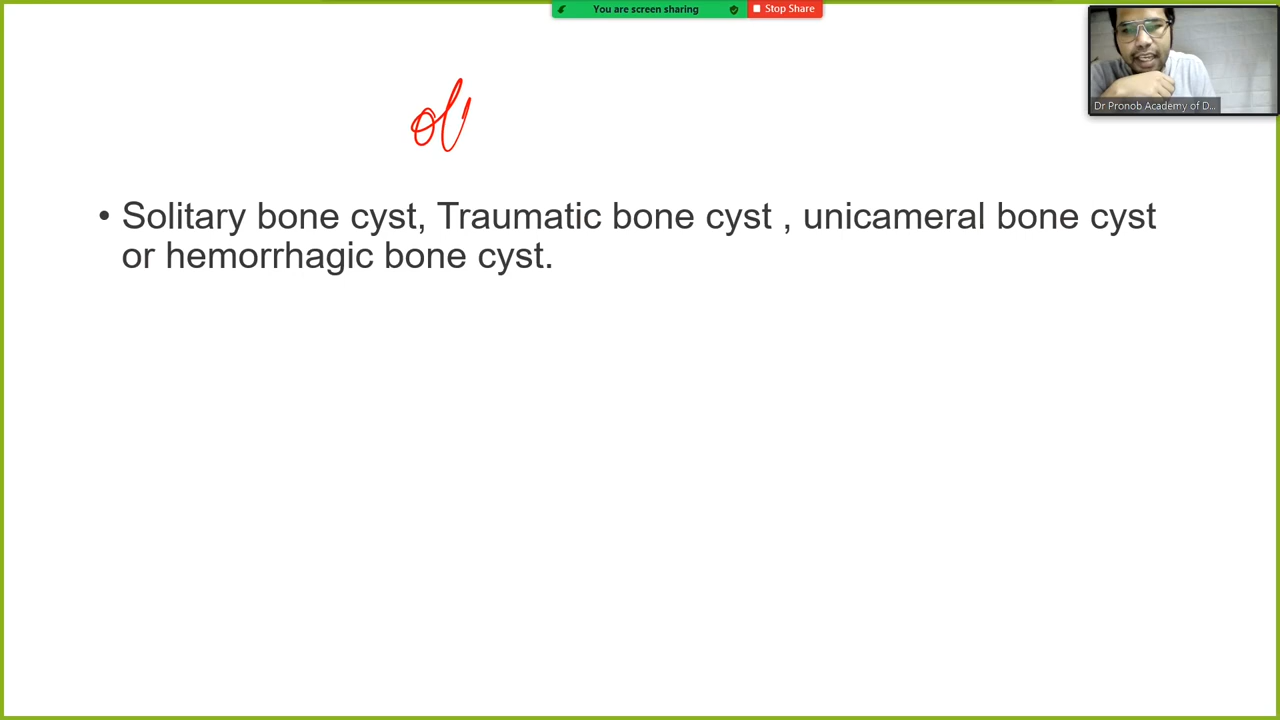 You are screen sharing
Stop Share
Dr Pronob Academy of D...
• Solitary bone cyst, Traumatic bone cyst , unicameral bone cyst
or hemorrhagic bone cyst.